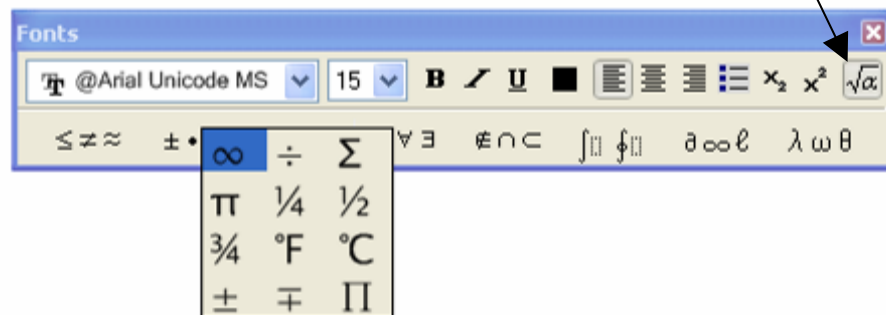 Fonts
@Arial Unicode MS 15 B I U x₂ x² √α
≤≠≈ ±• ∀∃ ∉∩⊂ ∫▯∮▯ ∂∞ℓ λωθ
∞ ÷ Σ
π ¼ ½
¾ °F °C
± ∓ Π